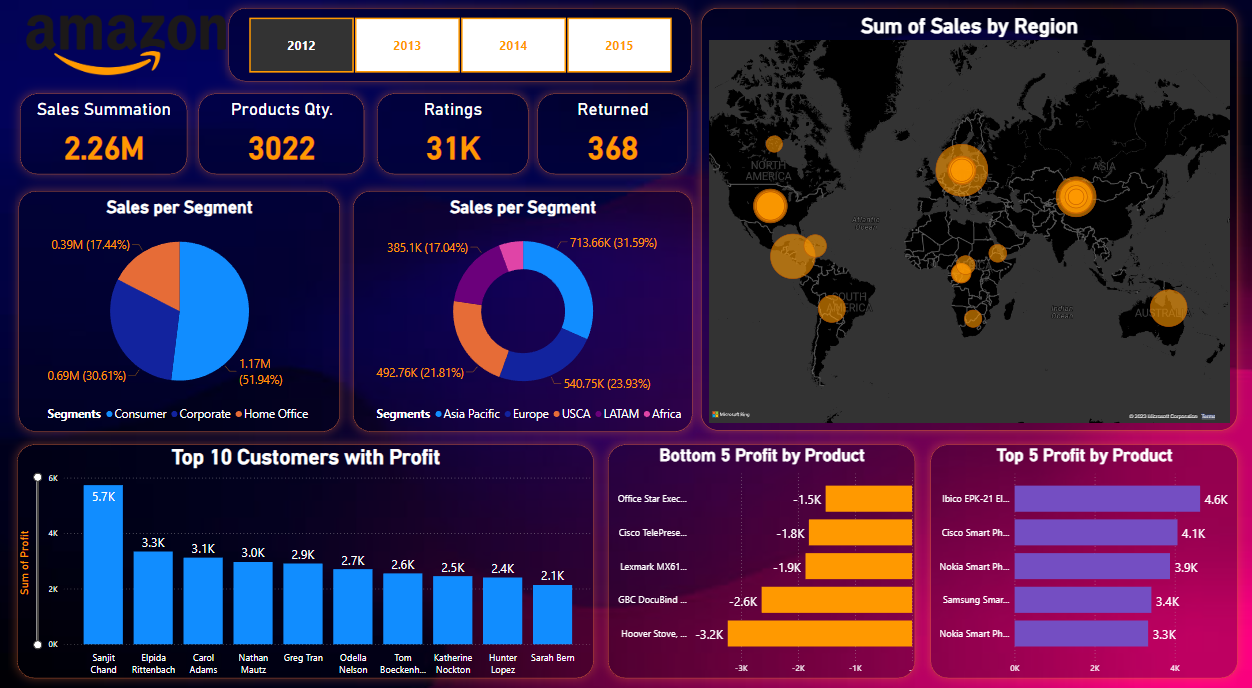 amazon
2012
2013
2014
2015
Sales Summation
2.26M
Products Qty.
3022
Ratings
31K
Returned
368
Sum of Sales by Region
NORTH
AMERICA
ASIA
Atlantic
Ocean
SOUTH
AMERICA
Indian
Ocean
AUSTRALIA
Microsoft Bing
© 2023 Microsoft Corporation Terms
Sales per Segment
0.39M (17.44%)
0.69M (30.61%)
1.17M
(51.94%)
Segments Consumer Corporate Home Office
Sales per Segment
385.1K (17.04%)
713.66K (31.59%)
492.76K (21.81%)
540.75K (23.93%)
Segments Asia Pacific Europe USCA LATAM Africa
Top 10 Customers with Profit
Sum of Profit
6K
4K
2K
0K
5.7K
3.3K
3.1K
3.0K
2.9K
2.7K
2.6K
2.5K
2.4K
2.1K
Sanjit
Chand
Elpida
Rittenbach
Carol
Adams
Nathan
Mautz
Greg Tran
Odella
Nelson
Tom
Boeckenh...
Katherine
Nockton
Hunter
Lopez
Sarah Bern
Bottom 5 Profit by Product
Office Star Exec... -1.5K
Cisco TelePrese... -1.8K
Lexmark MX61... -1.9K
GBC DocuBind ... -2.6K
Hoover Stove, ... -3.2K
-3K -2K -1K
Top 5 Profit by Product
Ibico EPK-21 El... 4.6K
Cisco Smart Ph... 4.1K
Nokia Smart Ph... 3.9K
Samsung Smar... 3.4K
Nokia Smart Ph... 3.3K
0K 2K 4K